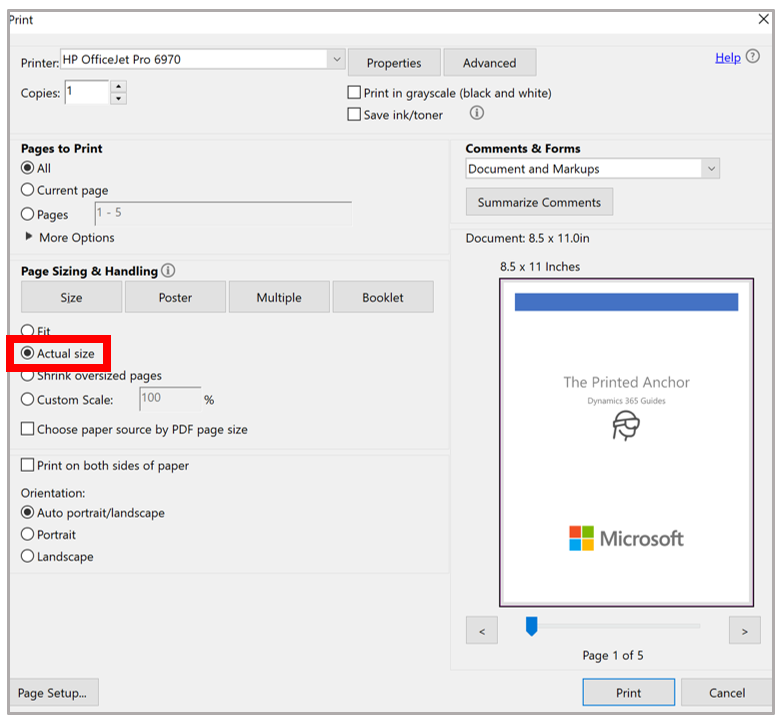 Print
Printer: HP OfficeJet Pro 6970 Properties Advanced Help
Copies: 1
Print in grayscale (black and white)
Save ink/toner
Pages to Print
All
Current page
Pages 1 - 5
More Options
Page Sizing & Handling
Size Poster Multiple Booklet
Fit
Actual size
Shrink oversized pages
Custom Scale: 100 %
Choose paper source by PDF page size
Print on both sides of paper
Orientation:
Auto portrait/landscape
Portrait
Landscape
Comments & Forms
Document and Markups
Summarize Comments
Document: 8.5 x 11.0in
8.5 x 11 Inches
The Printed Anchor
Dynamics 365 Guides
Microsoft
< >
Page 1 of 5
Page Setup... Print Cancel